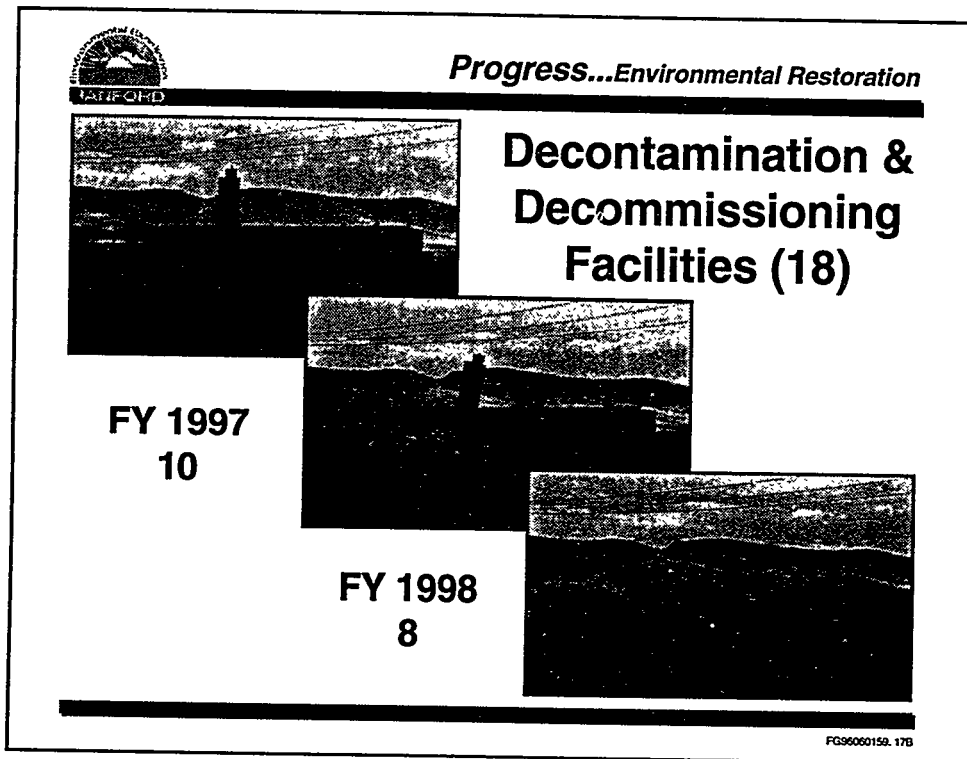 Progress...Environmental Restoration
HANFORD
Decontamination &
Decommissioning
Facilities (18)
FY 1997
10
FY 1998
8
FG96060159.17B